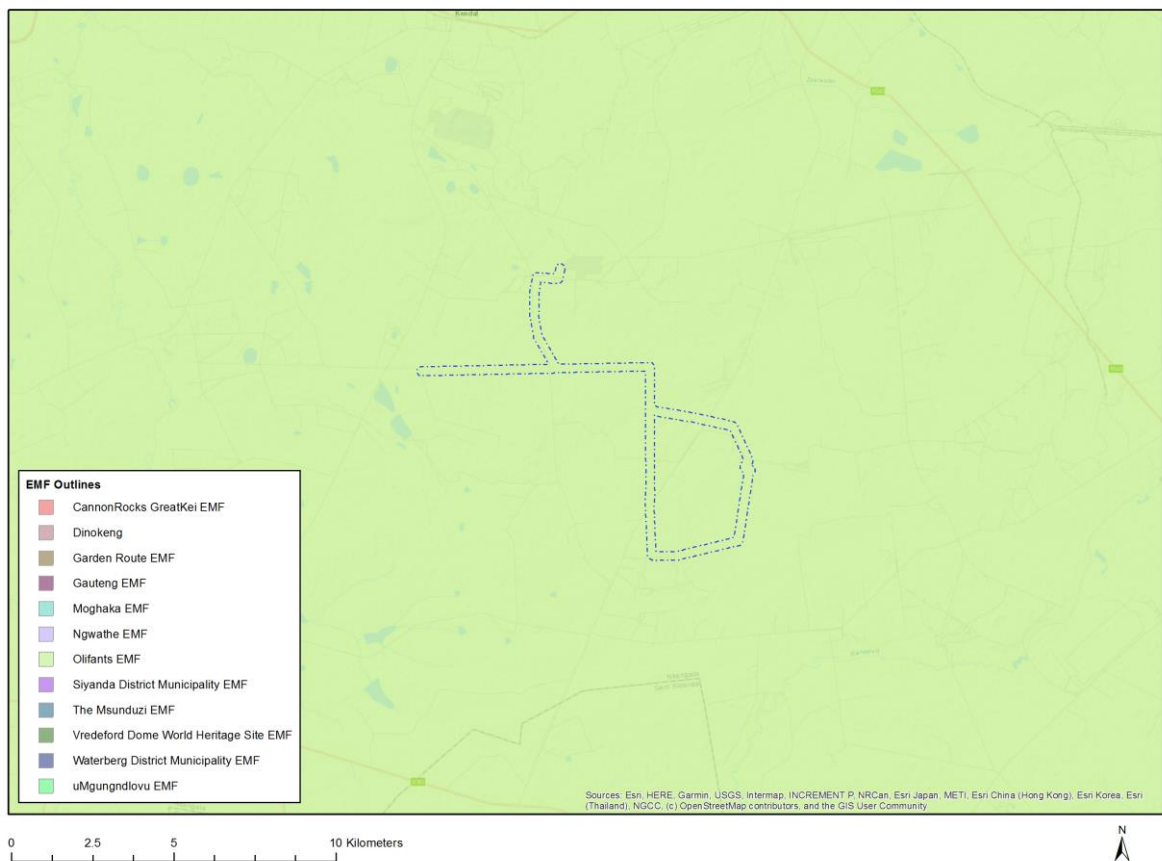 Kendal
EMF Outlines
CannonRocks GreatKei EMF
Dinokeng
Garden Route EMF
Gauteng EMF
Moghaka EMF
Ngwathe EMF
Olifants EMF
Siyanda District Municipality EMF
The Msunduzi EMF
Vredeford Dome World Heritage Site EMF
Waterberg District Municipality EMF
uMgungndlovu EMF
Sources: Esri, HERE, Garmin, USGS, Intermap, INCREMENT P, NRCan, Esri Japan, METI, Esri China (Hong Kong), Esri Korea, Esri
(Thailand), NGCC, (c) OpenStreetMap contributors, and the GIS User Community
0 2.5 5 10 Kilometers
N